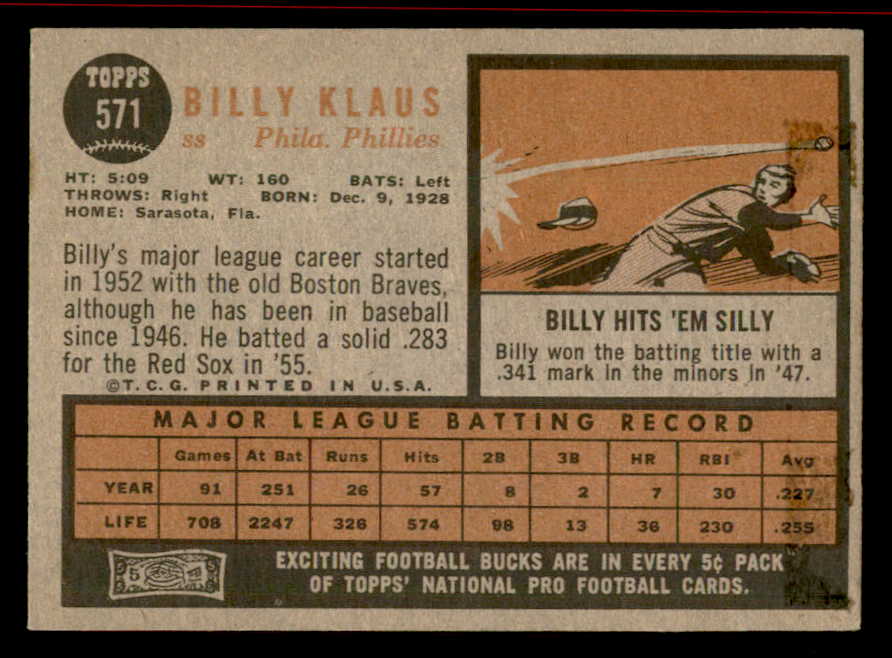 TOPPS
571
BILLY KLAUS
ss Phila. Phillies
HT: 5:09 WT: 160 BATS: Left
THROWS: Right BORN: Dec. 9, 1928
HOME: Sarasota, Fla.
Billy's major league career started
in 1952 with the old Boston Braves,
although he has been in baseball
since 1946. He batted a solid .283
for the Red Sox in '55.
©T.C.G. PRINTED IN U.S.A.
BILLY HITS 'EM SILLY
Billy won the batting title with a
.341 mark in the minors in '47.
MAJOR LEAGUE BATTING RECORD
Games At Bat Runs Hits 2B 3B HR RBI Avg
YEAR 91 251 26 57 8 2 7 30 .227
LIFE 708 2247 326 574 98 13 36 230 .255
5
EXCITING FOOTBALL BUCKS ARE IN EVERY 5¢ PACK
OF TOPPS' NATIONAL PRO FOOTBALL CARDS.